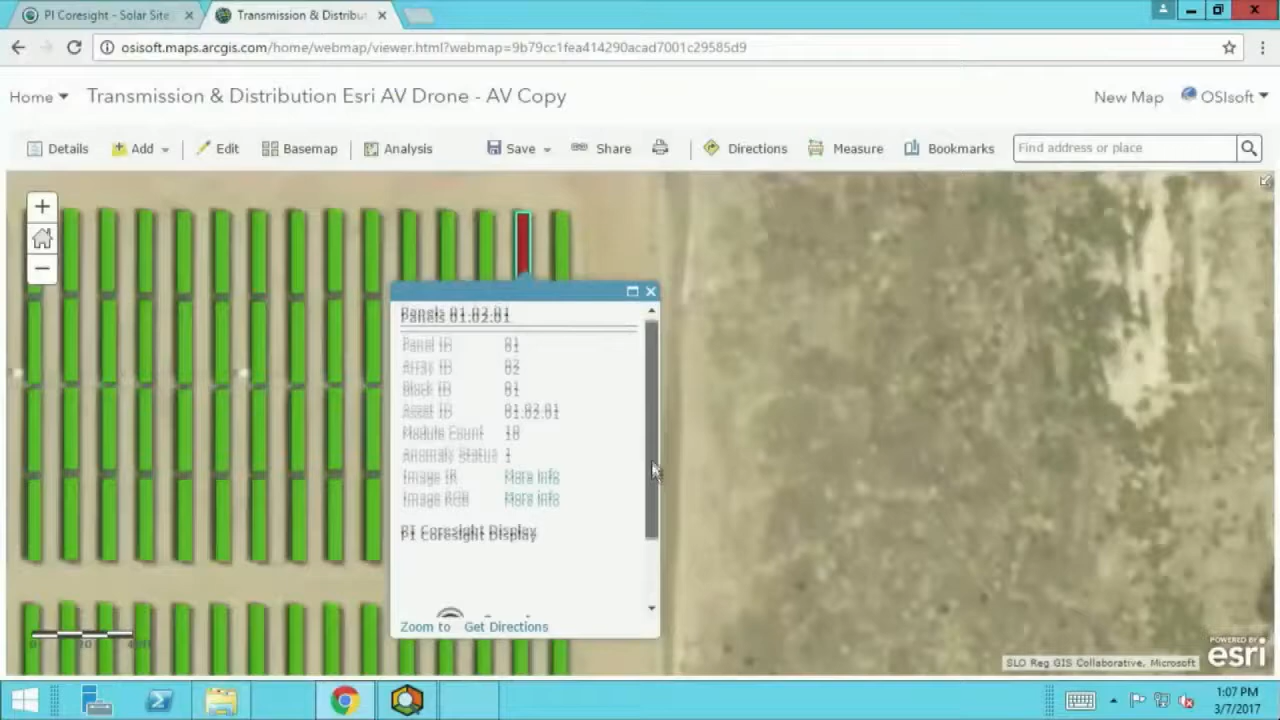 PI Coresight - Solar Site
Transmission & Distribu
osisoft.maps.arcgis.com/home/webmap/viewer.html?webmap=9b79cc1fea414290acad7001c29585d9
Home
Transmission & Distribution Esri AV Drone - AV Copy
New Map
OSIsoft
Details
Add
Edit
Basemap
Analysis
Save
Share
Directions
Measure
Bookmarks
Find address or place
Panels 01.02.01
Panel ID 01
Array ID 02
Block ID 01
Asset ID 01.02.01
Module Count 10
Anomaly Status 1
Image IR More info
Image RGB More info
PI Coresight Display
Zoom to Get Directions
SLO Reg GIS Collaborative, Microsoft
POWERED BY
esri
1:07 PM
3/7/2017